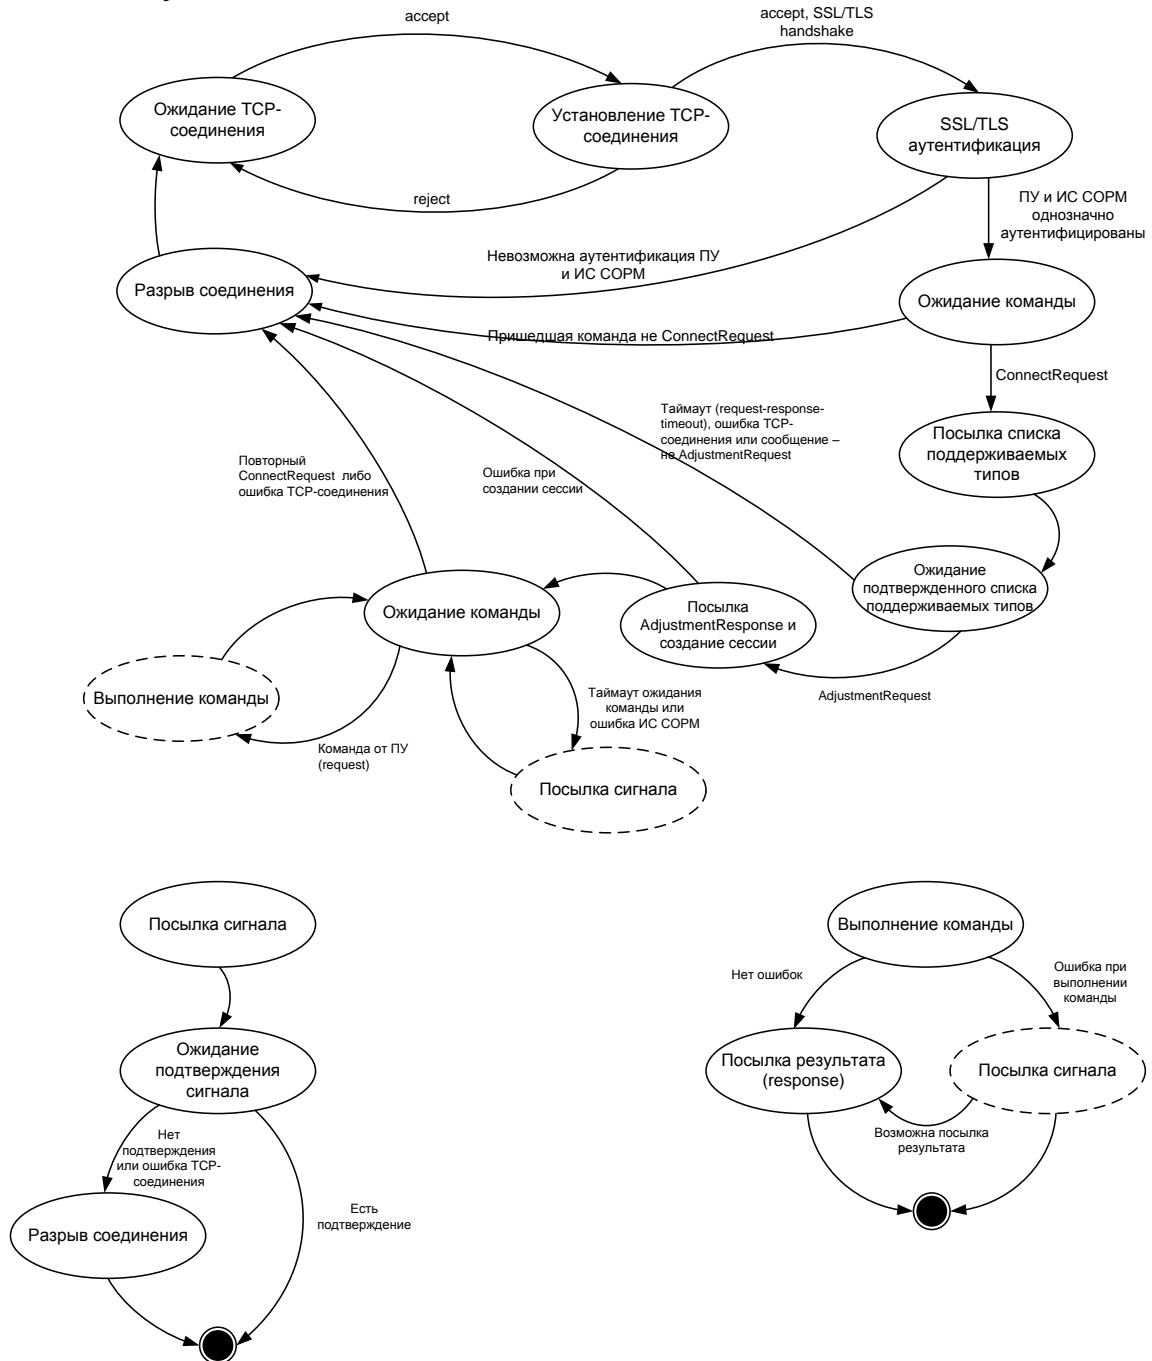 accept
accept, SSL/TLS
handshake
Ожидание TCP-
соединения
Установление TCP-
соединения
SSL/TLS
аутентификация
reject
ПУ и ИС СОРМ
однозначно
аутентифицированы
Невозможна аутентификация ПУ
и ИС СОРМ
Разрыв соединения
Ожидание команды
Пришедшая команда не ConnectRequest
ConnectRequest
Таймаут (request-response-
timeout), ошибка TCP-
соединения или сообщение –
не AdjustmentRequest
Посылка списка
поддерживаемых
типов
Повторный
ConnectRequest либо
ошибка TCP-соединения
Ошибка при
создании сессии
Ожидание
подтвержденного списка
поддерживаемых типов
Ожидание команды
Посылка
AdjustmentResponse и
создание сессии
Выполнение команды
Таймаут ожидания
команды или
ошибка ИС СОРМ
AdjustmentRequest
Команда от ПУ
(request)
Посылка сигнала
Посылка сигнала
Ожидание
подтверждения
сигнала
Нет
подтверждения
или ошибка TCP-
соединения
Разрыв соединения
Есть
подтверждение
Выполнение команды
Нет ошибок
Ошибка при
выполнении
команды
Посылка результата
(response)
Посылка сигнала
Возможна посылка
результата